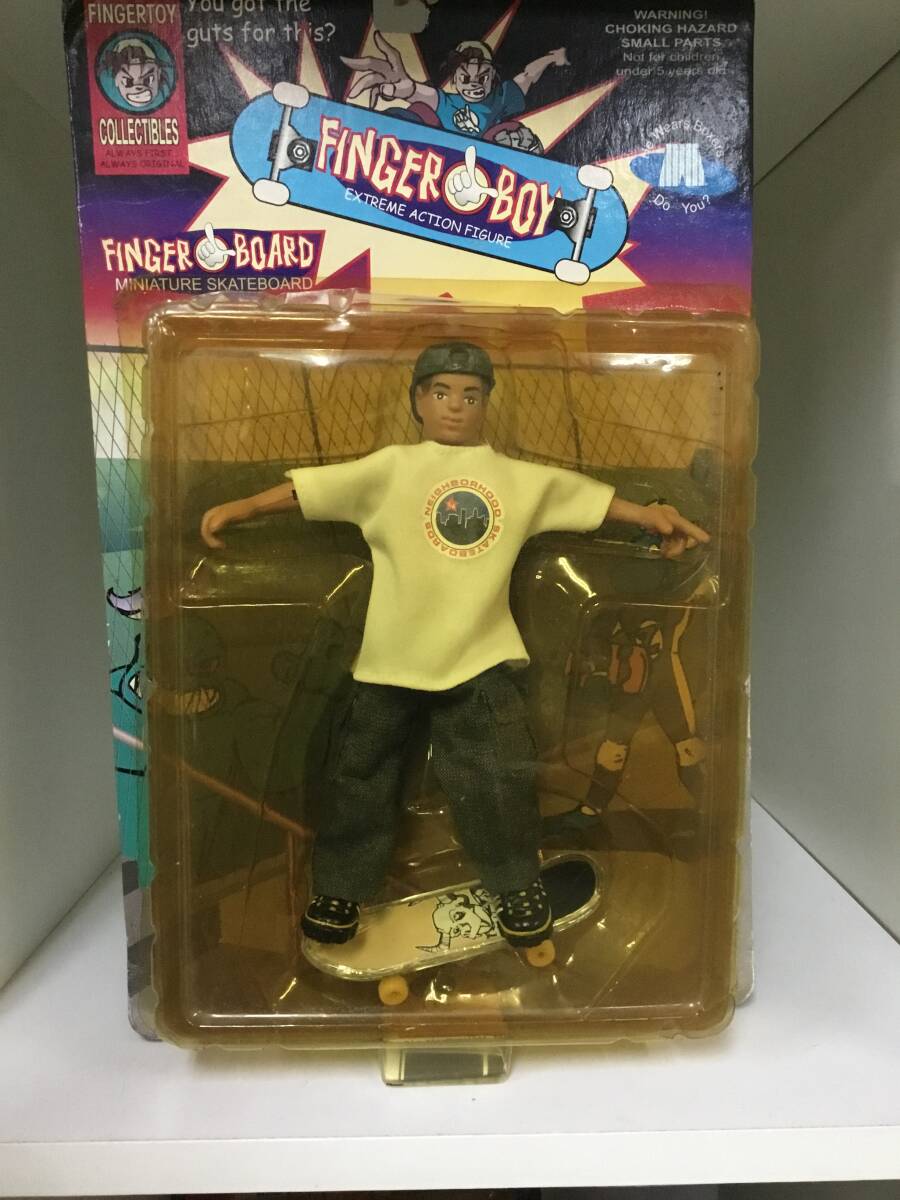 FINGERTOY
COLLECTIBLES
ALWAYS FIRST
ALWAYS ORIGINAL
You got the
guts for this?
WARNING!
CHOKING HAZARD
SMALL PARTS
Not for children
under 5 years old
Wears Boxers
Do You?
FINGER BOY
EXTREME ACTION FIGURE
FINGER BOARD
MINIATURE SKATEBOARD
NEIGHBORHOOD
SKATEBOARDS